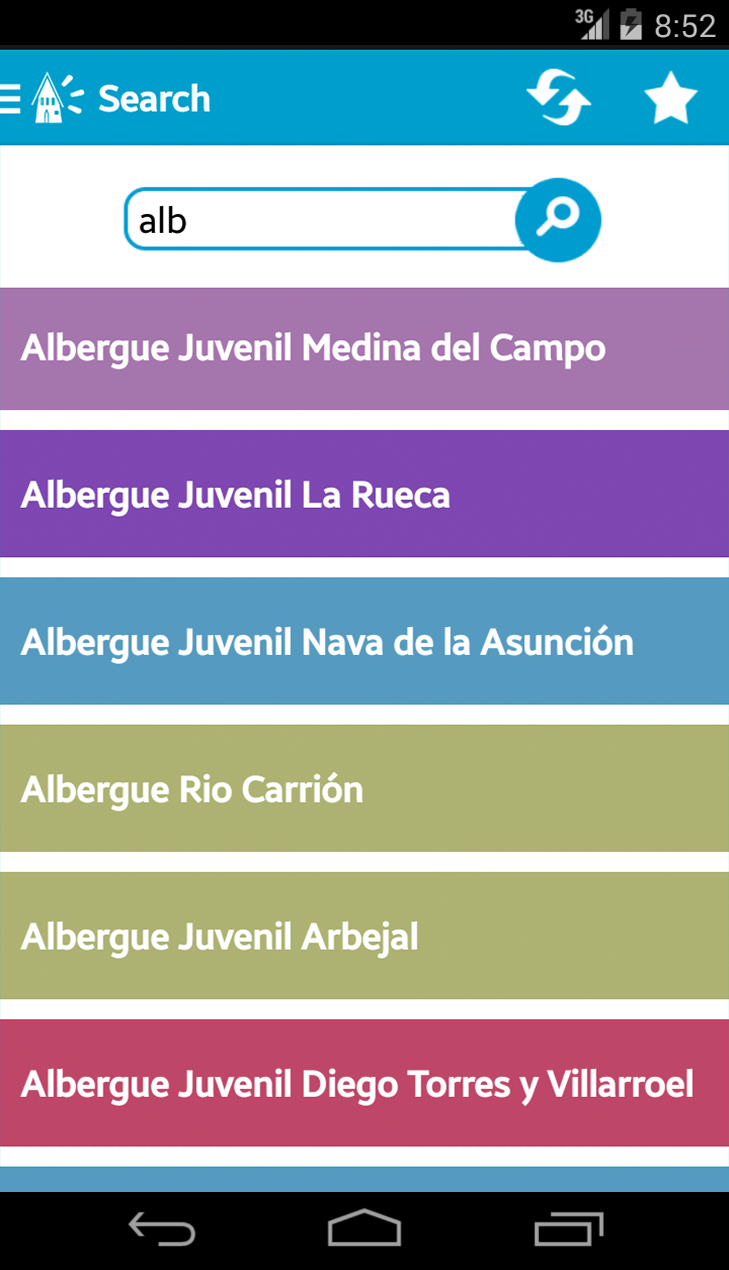 3G 8:52
Search
alb
Albergue Juvenil Medina del Campo
Albergue Juvenil La Rueca
Albergue Juvenil Nava de la Asunción
Albergue Rio Carrión
Albergue Juvenil Arbejal
Albergue Juvenil Diego Torres y Villarroel